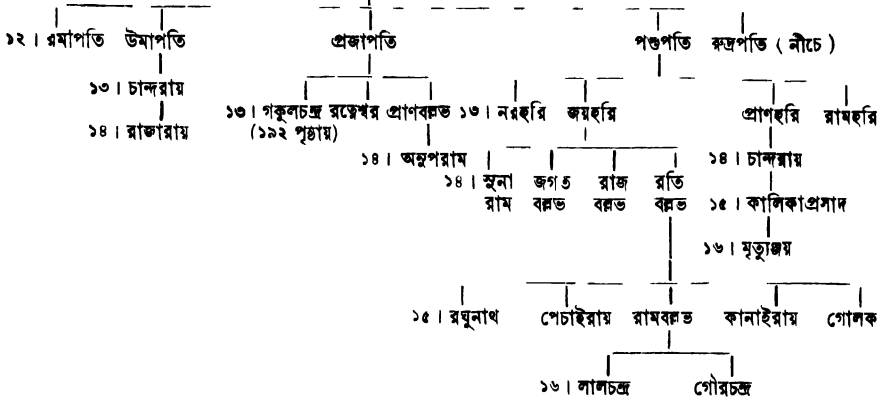 ১২। রমাপতি উমাপতি প্রজাপতি পশুপতি রুদ্রপতি ( নীচে )
১৩। চান্দরায়
১৩। গকুলচন্দ্র রত্নেশ্বর প্রাণবল্লভ ১৩। নরহরি জয়হরি প্রাণহরি রামহরি
(১৯২ পৃষ্ঠায়)
১৪। রাজারায়
১৪। অনুপরাম
১৪। চান্দরায়
১৪। সুনা জগত রাজ রতি
রাম বল্লভ বল্লভ বল্লভ
১৫। কালিকাপ্রসাদ
১৬। মৃত্যুঞ্জয়
১৫। রঘুনাথ পেচাইরায় রামবল্লভ কানাইরায় গোলক
১৬। লালচন্দ্র গৌরচন্দ্র